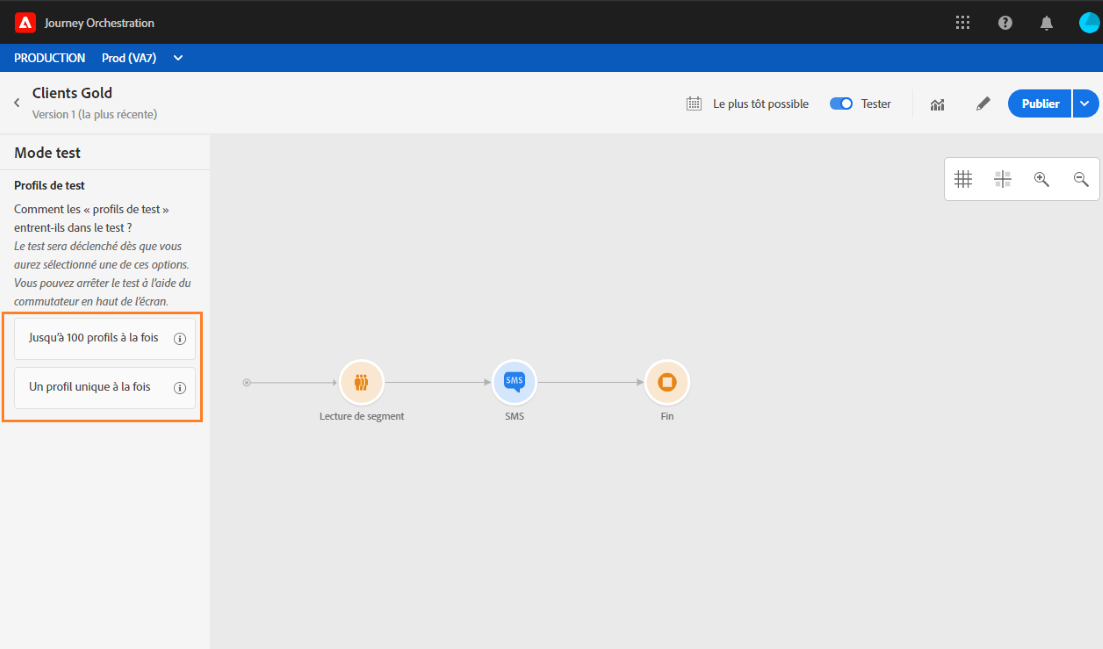 Journey Orchestration
PRODUCTION Prod (VA7)
Clients Gold
Version 1 (la plus récente)
Le plus tôt possible
Tester
Publier
Mode test
Profils de test
Comment les « profils de test »
entrent-ils dans le test ?
Le test sera déclenché dès que vous
aurez sélectionné une de ces options.
Vous pouvez arrêter le test à l'aide du
commutateur en haut de l'écran.
Jusqu'à 100 profils à la fois
Un profil unique à la fois
SMS
Lecture de segment
SMS
Fin